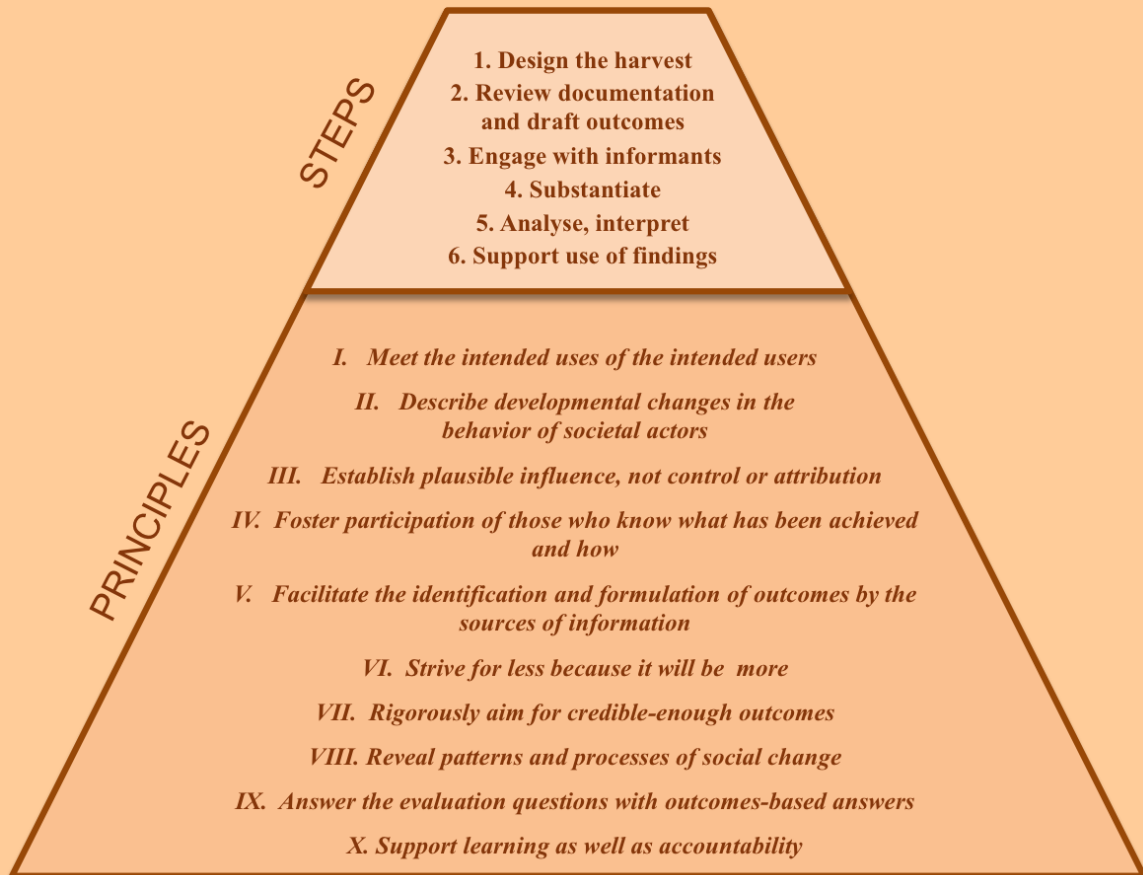 STEPS
1. Design the harvest
2. Review documentation
and draft outcomes
3. Engage with informants
4. Substantiate
5. Analyse, interpret
6. Support use of findings
PRINCIPLES
I. Meet the intended uses of the intended users
II. Describe developmental changes in the
behavior of societal actors
III. Establish plausible influence, not control or attribution
IV. Foster participation of those who know what has been achieved
and how
V. Facilitate the identification and formulation of outcomes by the
sources of information
VI. Strive for less because it will be more
VII. Rigorously aim for credible-enough outcomes
VIII. Reveal patterns and processes of social change
IX. Answer the evaluation questions with outcomes-based answers
X. Support learning as well as accountability